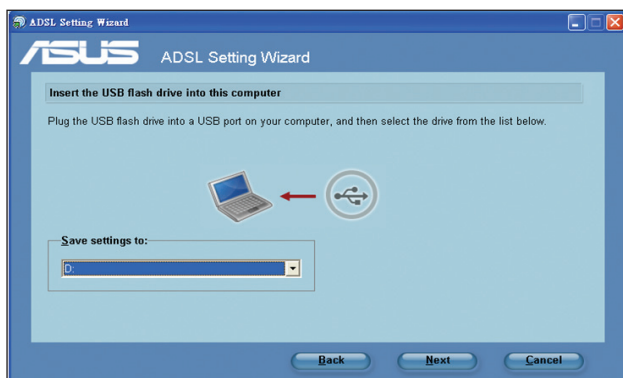 ADSL Setting Wizard
ASUS ADSL Setting Wizard
Insert the USB flash drive into this computer
Plug the USB flash drive into a USB port on your computer, and then select the drive from the list below.
Save settings to:
D:
Back Next Cancel